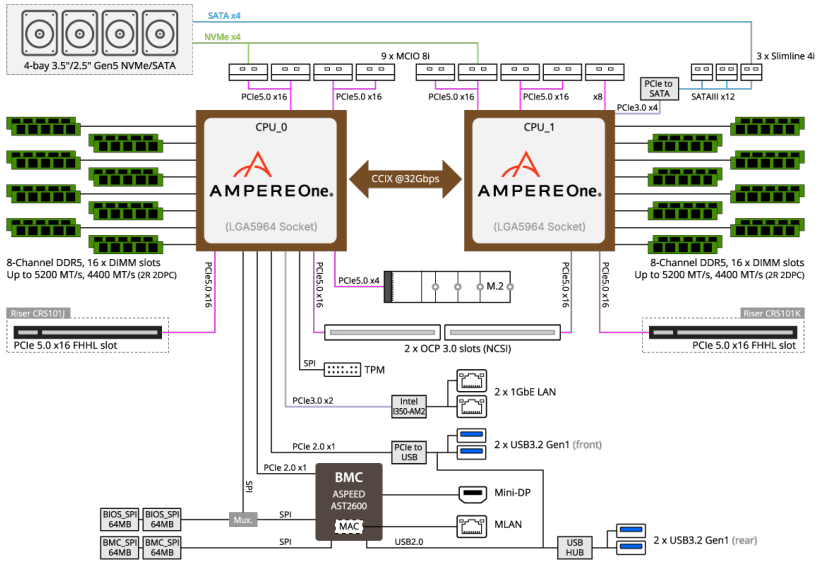 SATA x4
NVMe x4
4-bay 3.5"/2.5" Gen5 NVMe/SATA
9 x MCIO 8i
3 x Slimline 4i
PCIe5.0 x16
PCIe5.0 x16
PCIe5.0 x16
PCIe5.0 x16
x8
PCIe to
SATA
SATAIII x12
PCIe3.0 x4
CPU_0
AMPEREOne®
(LGA5964 Socket)
CCIX @32Gbps
CPU_1
AMPEREOne®
(LGA5964 Socket)
8-Channel DDR5, 16 x DIMM slots
Up to 5200 MT/s, 4400 MT/s (2R 2DPC)
8-Channel DDR5, 16 x DIMM slots
Up to 5200 MT/s, 4400 MT/s (2R 2DPC)
PCIe5.0 x16
PCIe5.0 x16
PCIe5.0 x4
M.2
PCIe5.0 x16
PCIe5.0 x16
Riser CRS101J
PCIe 5.0 x16 FHHL slot
2 x OCP 3.0 slots (NCSI)
Riser CRS101K
PCIe 5.0 x16 FHHL slot
SPI
TPM
PCIe3.0 x2
Intel
I350-AM2
2 x 1GbE LAN
PCIe 2.0 x1
PCIe to
USB
2 x USB3.2 Gen1 (front)
PCIe 2.0 x1
SPI
BMC
ASPEED
AST2600
MAC
Mini-DP
MLAN
BIOS_SPI
64MB
BIOS_SPI
64MB
Mux.
SPI
BMC_SPI
64MB
BMC_SPI
64MB
SPI
USB2.0
USB
HUB
2 x USB3.2 Gen1 (rear)